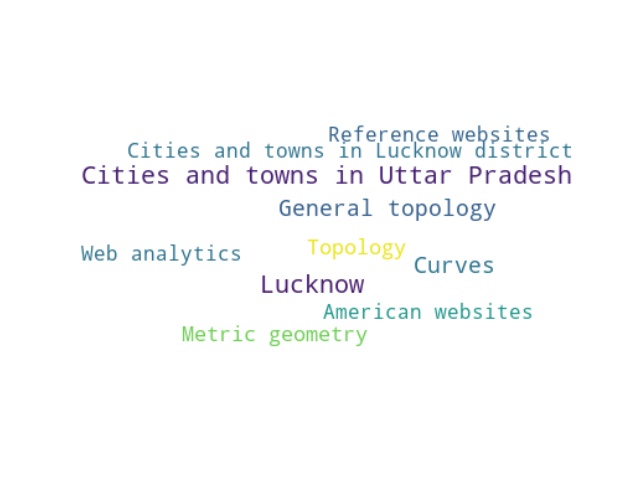 Reference websites
Cities and towns in Lucknow district
Cities and towns in Uttar Pradesh
General topology
Topology
Web analytics
Curves
Lucknow
American websites
Metric geometry